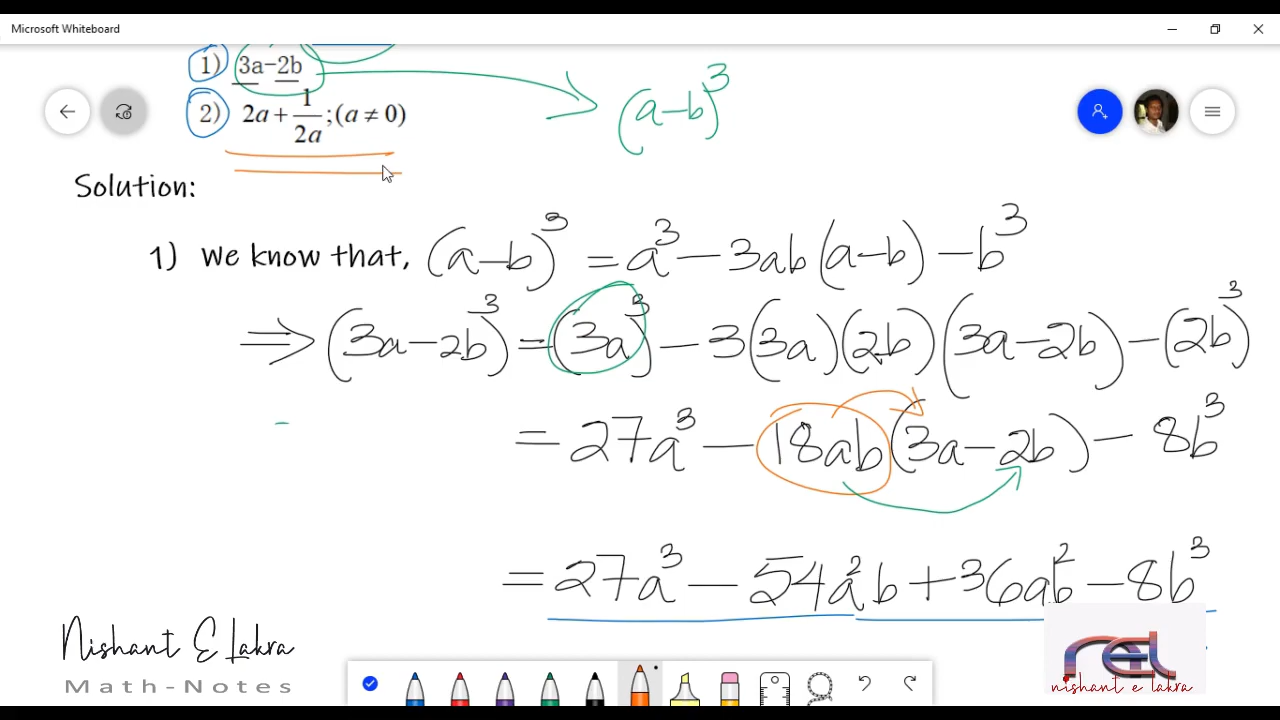 Microsoft Whiteboard
1) 3a-2b
(a-b)³
2) 2a + 1/2a ;(a ≠ 0)
Solution:
1) We know that, (a-b)³ = a³ - 3ab(a-b) - b³
⇒ (3a-2b)³ = (3a)³ - 3(3a)(2b)(3a-2b) - (2b)³
= 27a³ - 18ab(3a-2b) - 8b³
= 27a³ - 54a²b + 36ab² - 8b³
Nishant E Lakra
Math-Notes
nel
nishant e lakra